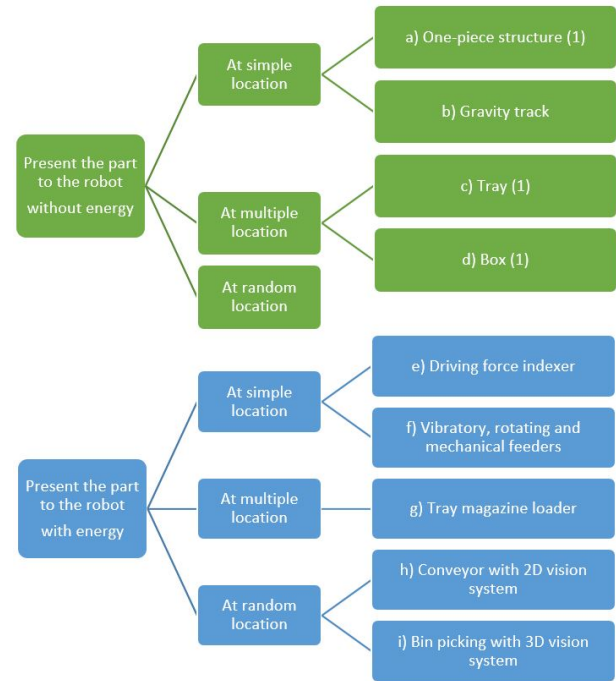 Present the part
to the robot
without energy
At simple
location
a) One-piece structure (1)
b) Gravity track
At multiple
location
c) Tray (1)
d) Box (1)
At random
location
Present the part
to the robot
with energy
At simple
location
e) Driving force indexer
f) Vibratory, rotating and
mechanical feeders
At multiple
location
g) Tray magazine loader
At random
location
h) Conveyor with 2D vision
system
i) Bin picking with 3D vision
system